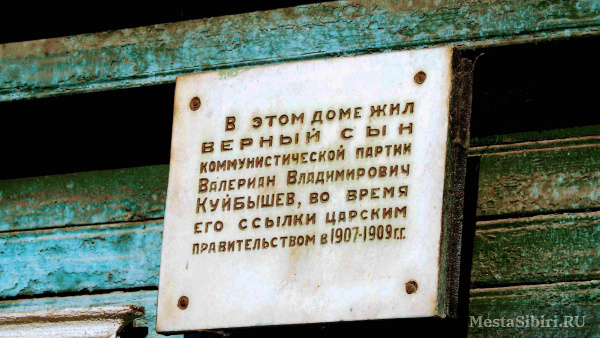 В ЭТОМ ДОМЕ ЖИЛ
ВЕРНЫЙ СЫН
КОММУНИСТИЧЕСКОЙ ПАРТИИ
ВАЛЕРИАН ВЛАДИМИРОВИЧ
КУЙБЫШЕВ, ВО ВРЕМЯ
ЕГО ССЫЛКИ ЦАРСКИМ
ПРАВИТЕЛЬСТВОМ В 1907-1909 ГГ.
MestaSibiri.RU